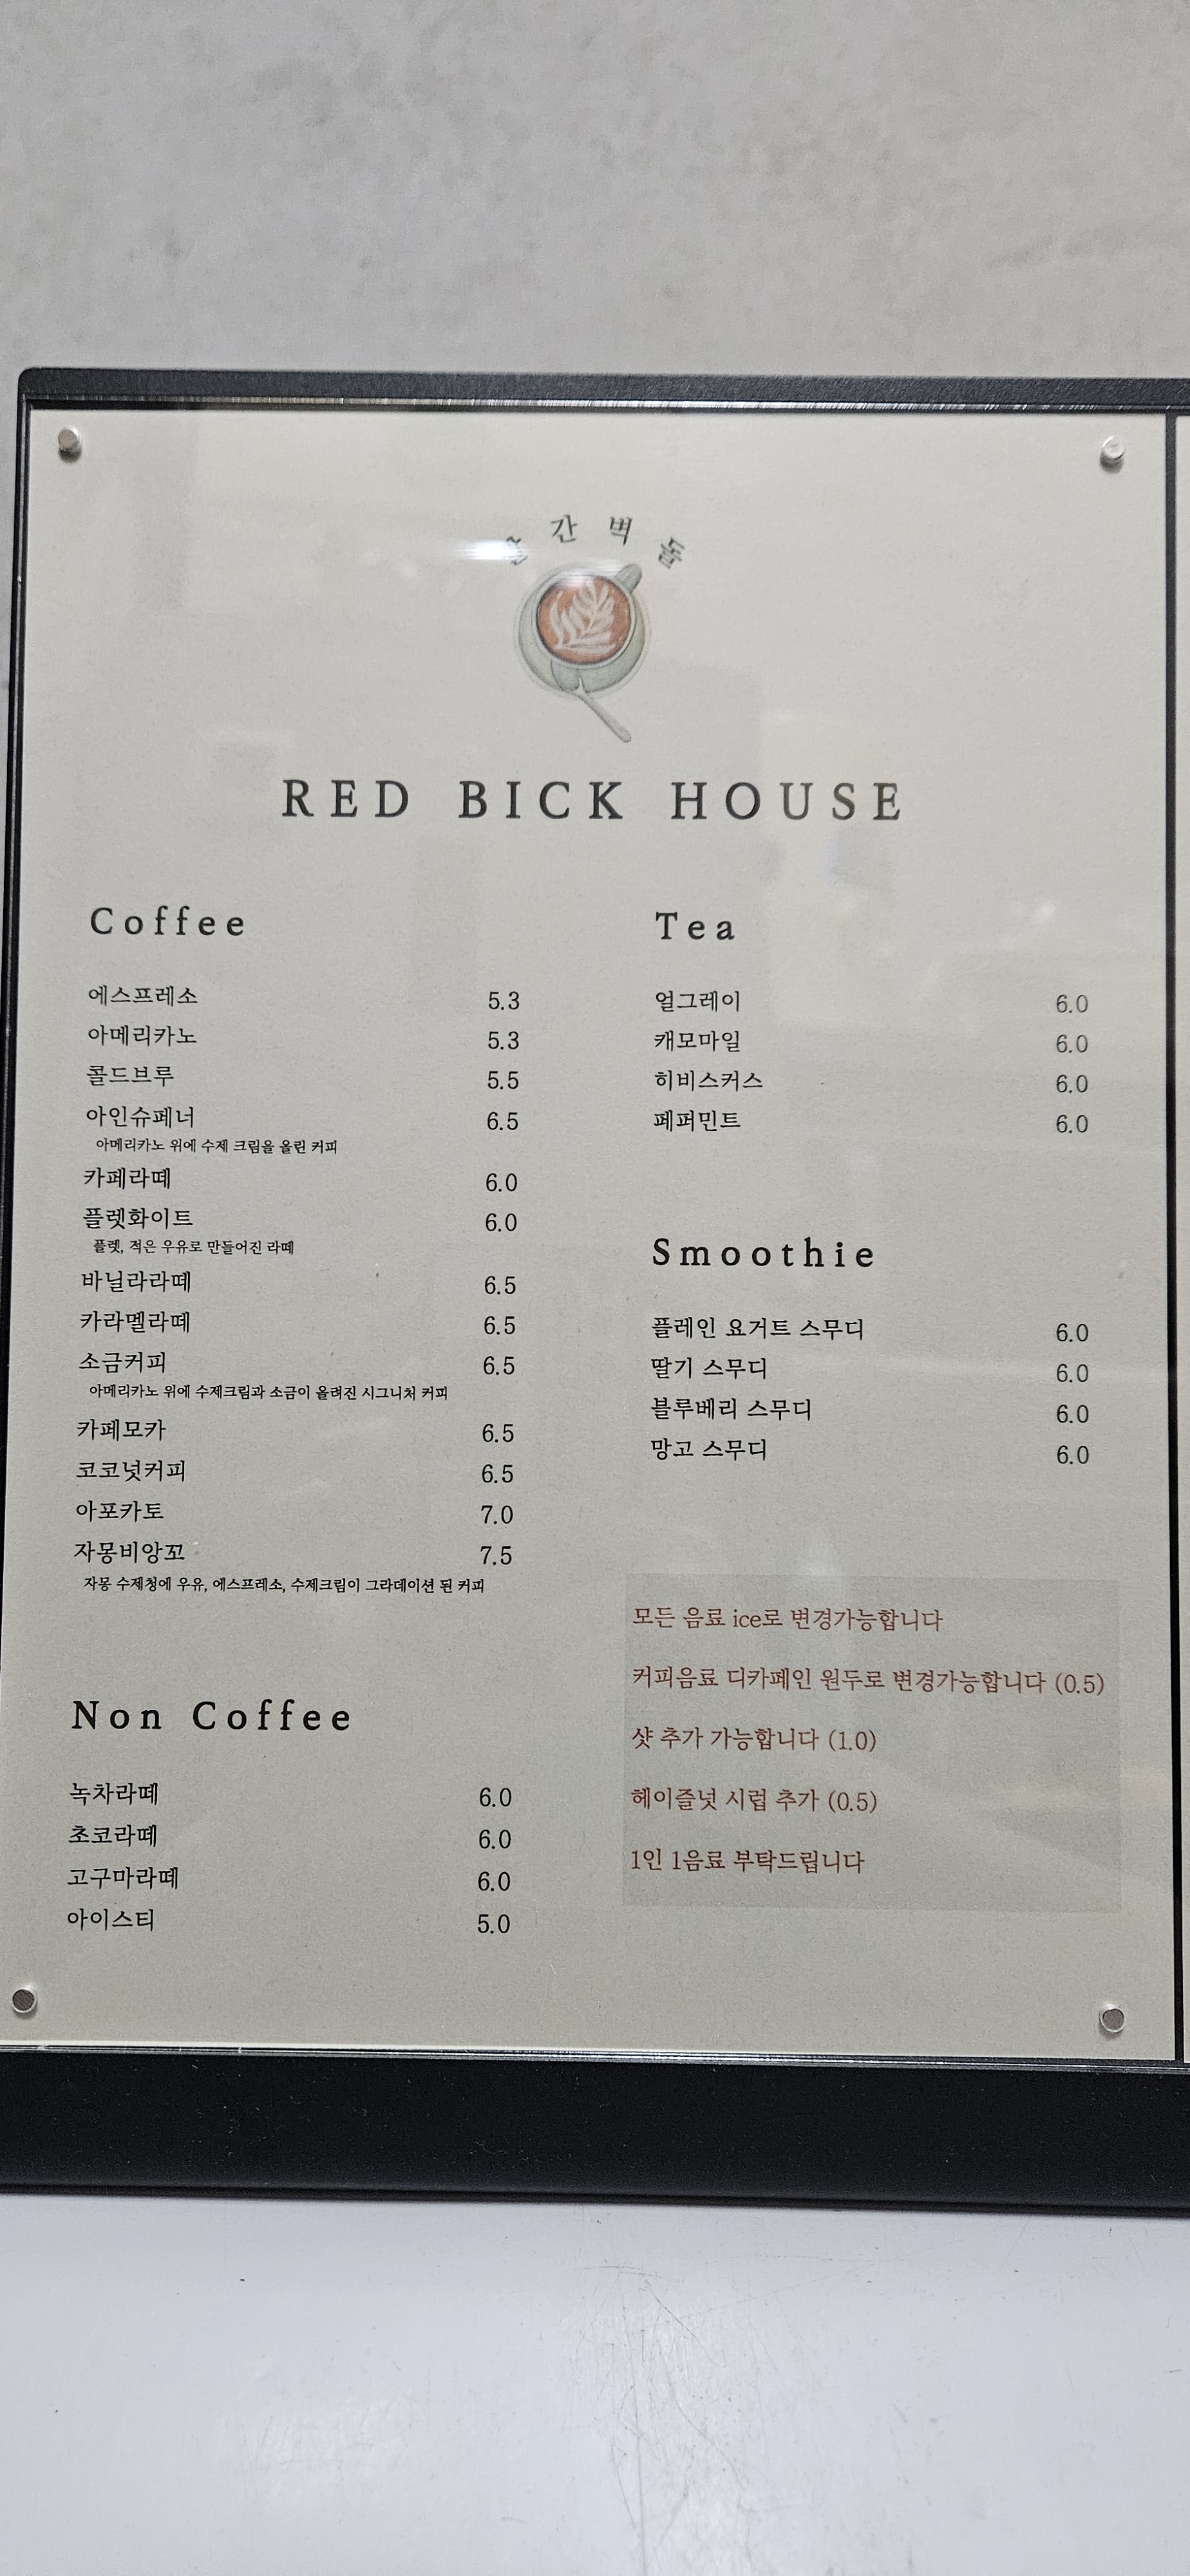 간 벽 돌
RED BICK HOUSE
Coffee
에스프레소 5.3
아메리카노 5.3
콜드브루 5.5
아인슈페너 6.5
아메리카노 위에 수제 크림을 올린 커피
카페라떼 6.0
플렛화이트 6.0
플렛, 적은 우유로 만들어진 라떼
바닐라라떼 6.5
카라멜라떼 6.5
소금커피 6.5
아메리카노 위에 수제크림과 소금이 올려진 시그니처 커피
카페모카 6.5
코코넛커피 6.5
아포카토 7.0
자몽비앙꼬 7.5
자몽 수제청에 우유, 에스프레소, 수제크림이 그라데이션 된 커피
Non Coffee
녹차라떼 6.0
초코라떼 6.0
고구마라떼 6.0
아이스티 5.0
Tea
얼그레이 6.0
캐모마일 6.0
히비스커스 6.0
페퍼민트 6.0
Smoothie
플레인 요거트 스무디 6.0
딸기 스무디 6.0
블루베리 스무디 6.0
망고 스무디 6.0
모든 음료 ice로 변경가능합니다
커피음료 디카페인 원두로 변경가능합니다 (0.5)
샷 추가 가능합니다 (1.0)
헤이즐넛 시럽 추가 (0.5)
1인 1음료 부탁드립니다